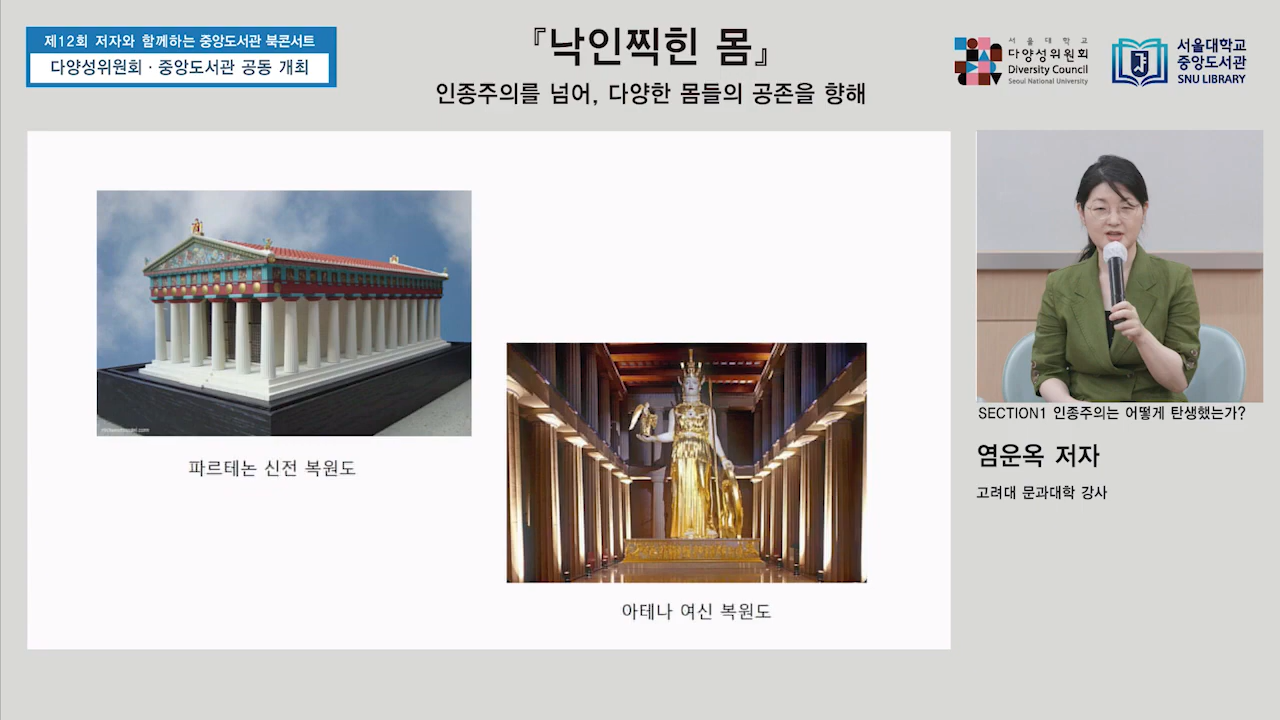 제12회 저자와 함께하는 중앙도서관 북콘서트
다양성위원회 · 중앙도서관 공동 개최
『낙인찍힌 몸』
인종주의를 넘어, 다양한 몸들의 공존을 향해
서울대학교
다양성위원회
Diversity Council
Seoul National University
서울대학교
중앙도서관
SNU LIBRARY
파르테논 신전 복원도
아테나 여신 복원도
SECTION1 인종주의는 어떻게 탄생했는가?
염운옥 저자
고려대 문과대학 강사